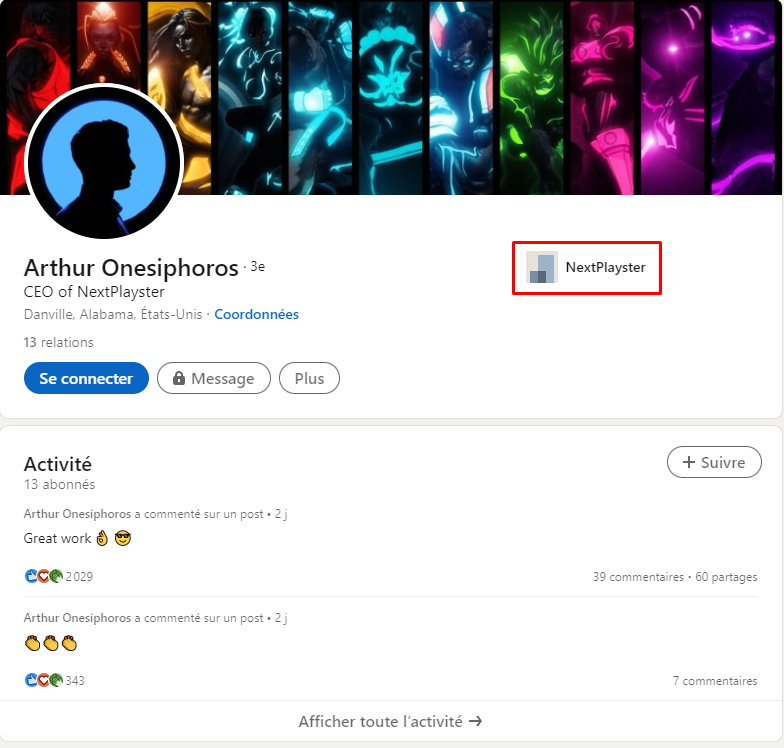 Arthur Onesiphoros · 3e
NextPlayster
CEO of NextPlayster
Danville, Alabama, États-Unis · Coordonnées
13 relations
Se connecter Message Plus
Activité
+ Suivre
13 abonnés
Arthur Onesiphoros a commenté sur un post • 2 j
Great work 👌 😎
2 029 39 commentaires • 60 partages
Arthur Onesiphoros a commenté sur un post • 2 j
👏👏👏
343 7 commentaires
Afficher toute l’activité →